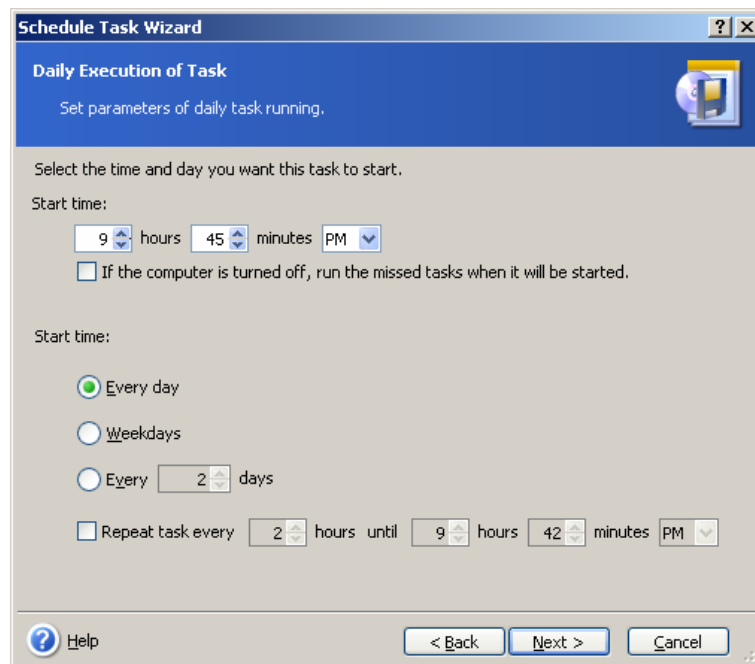 Schedule Task Wizard
Daily Execution of Task
Set parameters of daily task running.
Select the time and day you want this task to start.
Start time:
9 hours 45 minutes PM
If the computer is turned off, run the missed tasks when it will be started.
Start time:
Every day
Weekdays
Every 2 days
Repeat task every 2 hours until 9 hours 42 minutes PM
Help < Back Next > Cancel